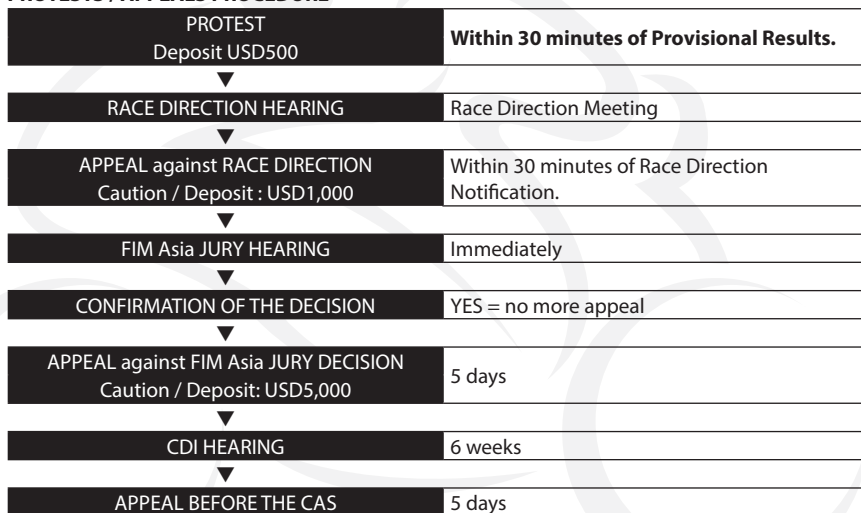 PROTEST
Deposit USD500
Within 30 minutes of Provisional Results.
RACE DIRECTION HEARING
Race Direction Meeting
APPEAL against RACE DIRECTION
Caution / Deposit : USD1,000
Within 30 minutes of Race Direction
Notification.
FIM Asia JURY HEARING
Immediately
CONFIRMATION OF THE DECISION
YES = no more appeal
APPEAL against FIM Asia JURY DECISION
Caution / Deposit: USD5,000
5 days
CDI HEARING
6 weeks
APPEAL BEFORE THE CAS
5 days